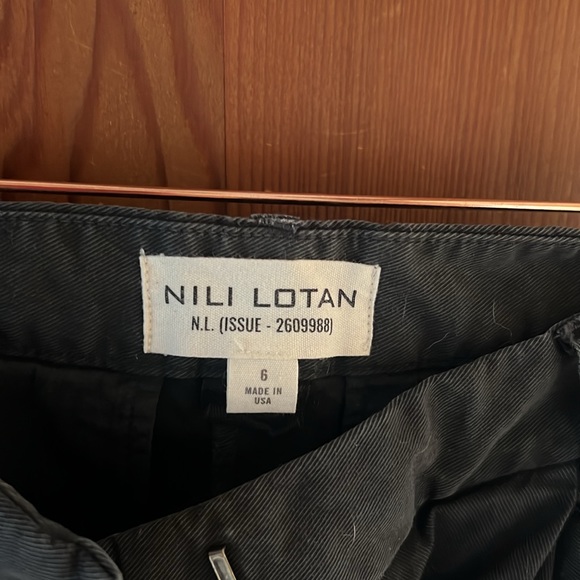 NILI LOTAN
N.L. (ISSUE - 2609988)
6
MADE IN
USA